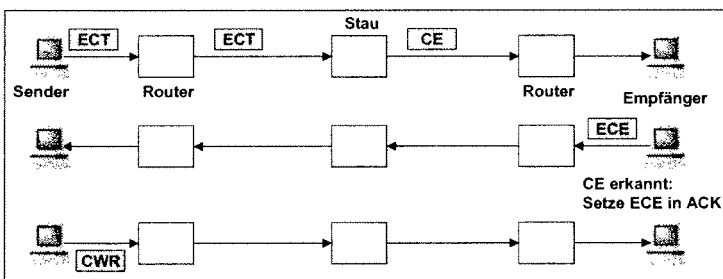 Stau
ECT ECT CE
Sender Router Router Empfänger
ECE
CE erkannt:
Setze ECE in ACK
CWR